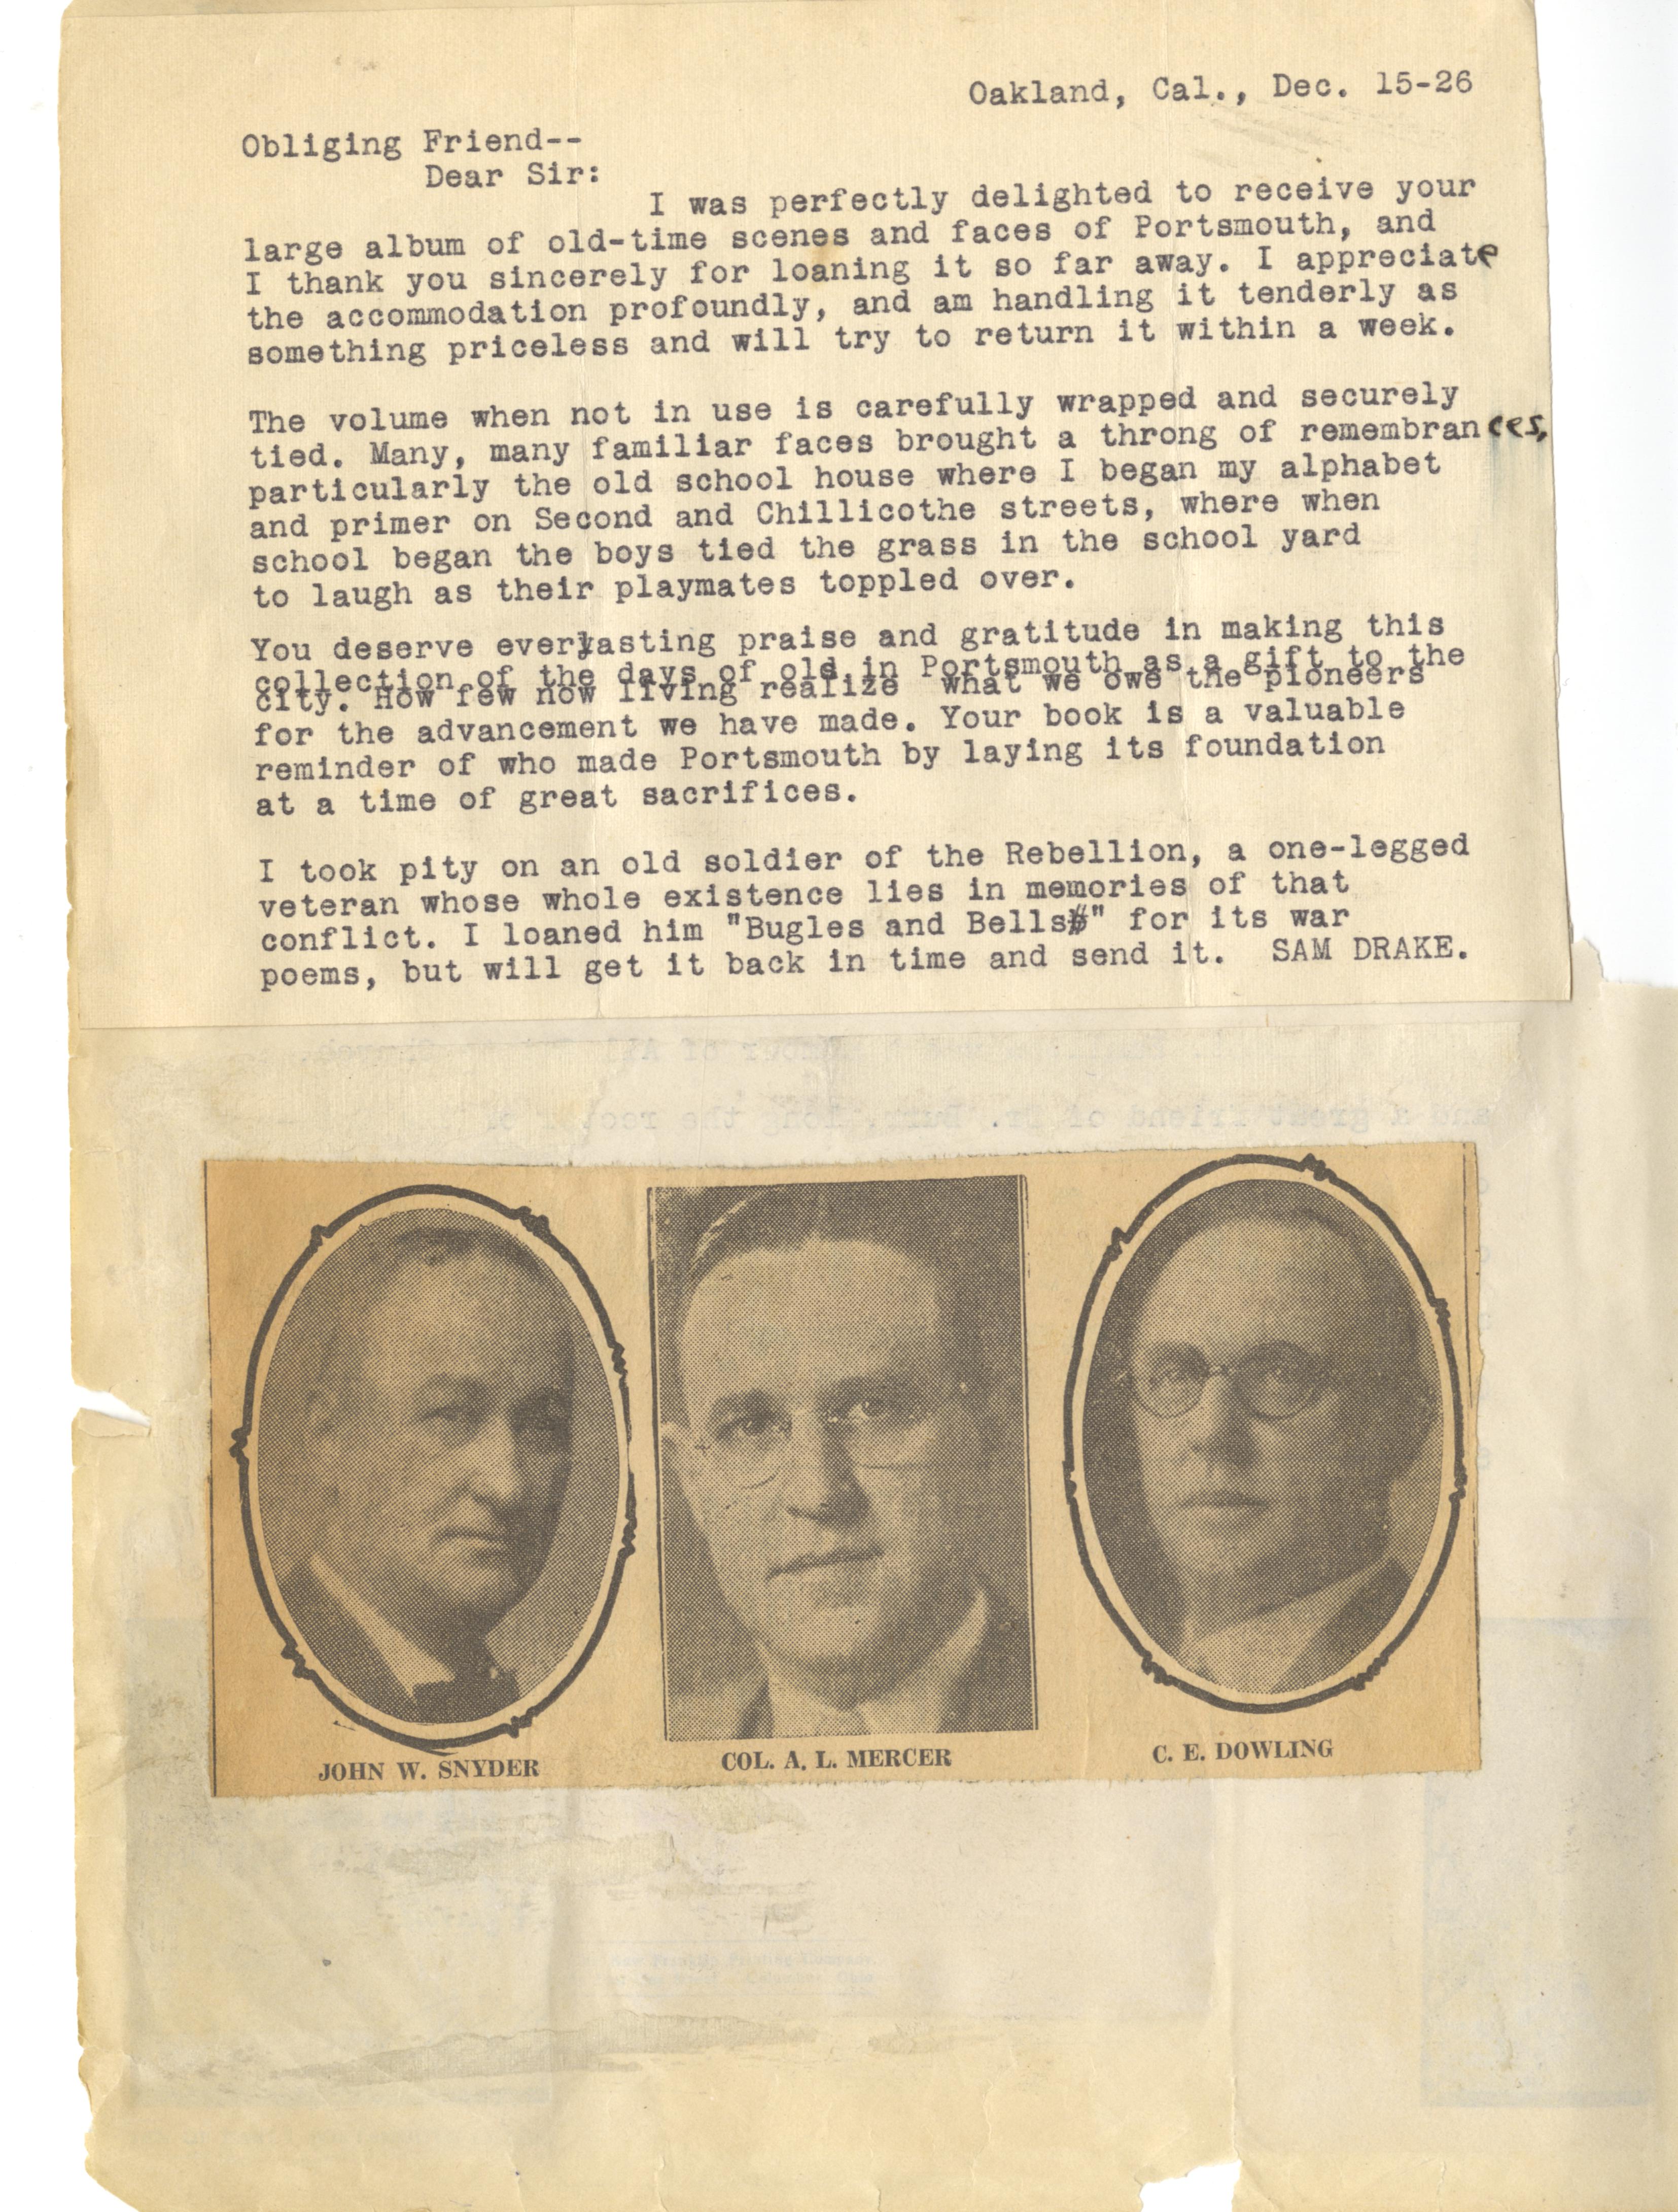 Oakland, Cal., Dec. 15-26
Obliging Friend--
Dear Sir:
I was perfectly delighted to receive your
large album of old-time scenes and faces of Portsmouth, and
I thank you sincerely for loaning it so far away. I appreciate
the accommodation profoundly, and am handling it tenderly as
something priceless and will try to return it within a week.
The volume when not in use is carefully wrapped and securely
tied. Many, many familiar faces brought a throng of remembrances,
particularly the old school house where I began my alphabet
and primer on Second and Chillicothe streets, where when
school began the boys tied the grass in the school yard
to laugh as their playmates toppled over.
You deserve everlasting praise and gratitude in making this
collection of the days of old in Portsmouth as a gift to the
city. How few now living realize what we owe the pioneers
for the advancement we have made. Your book is a valuable
reminder of who made Portsmouth by laying its foundation
at a time of great sacrifices.
I took pity on an old soldier of the Rebellion, a one-legged
veteran whose whole existence lies in memories of that
conflict. I loaned him "Bugles and Bells" for its war
poems, but will get it back in time and send it. SAM DRAKE.
and a great friend of
JOHN W. SNYDER
COL. A. L. MERCER
C. E. DOWLING